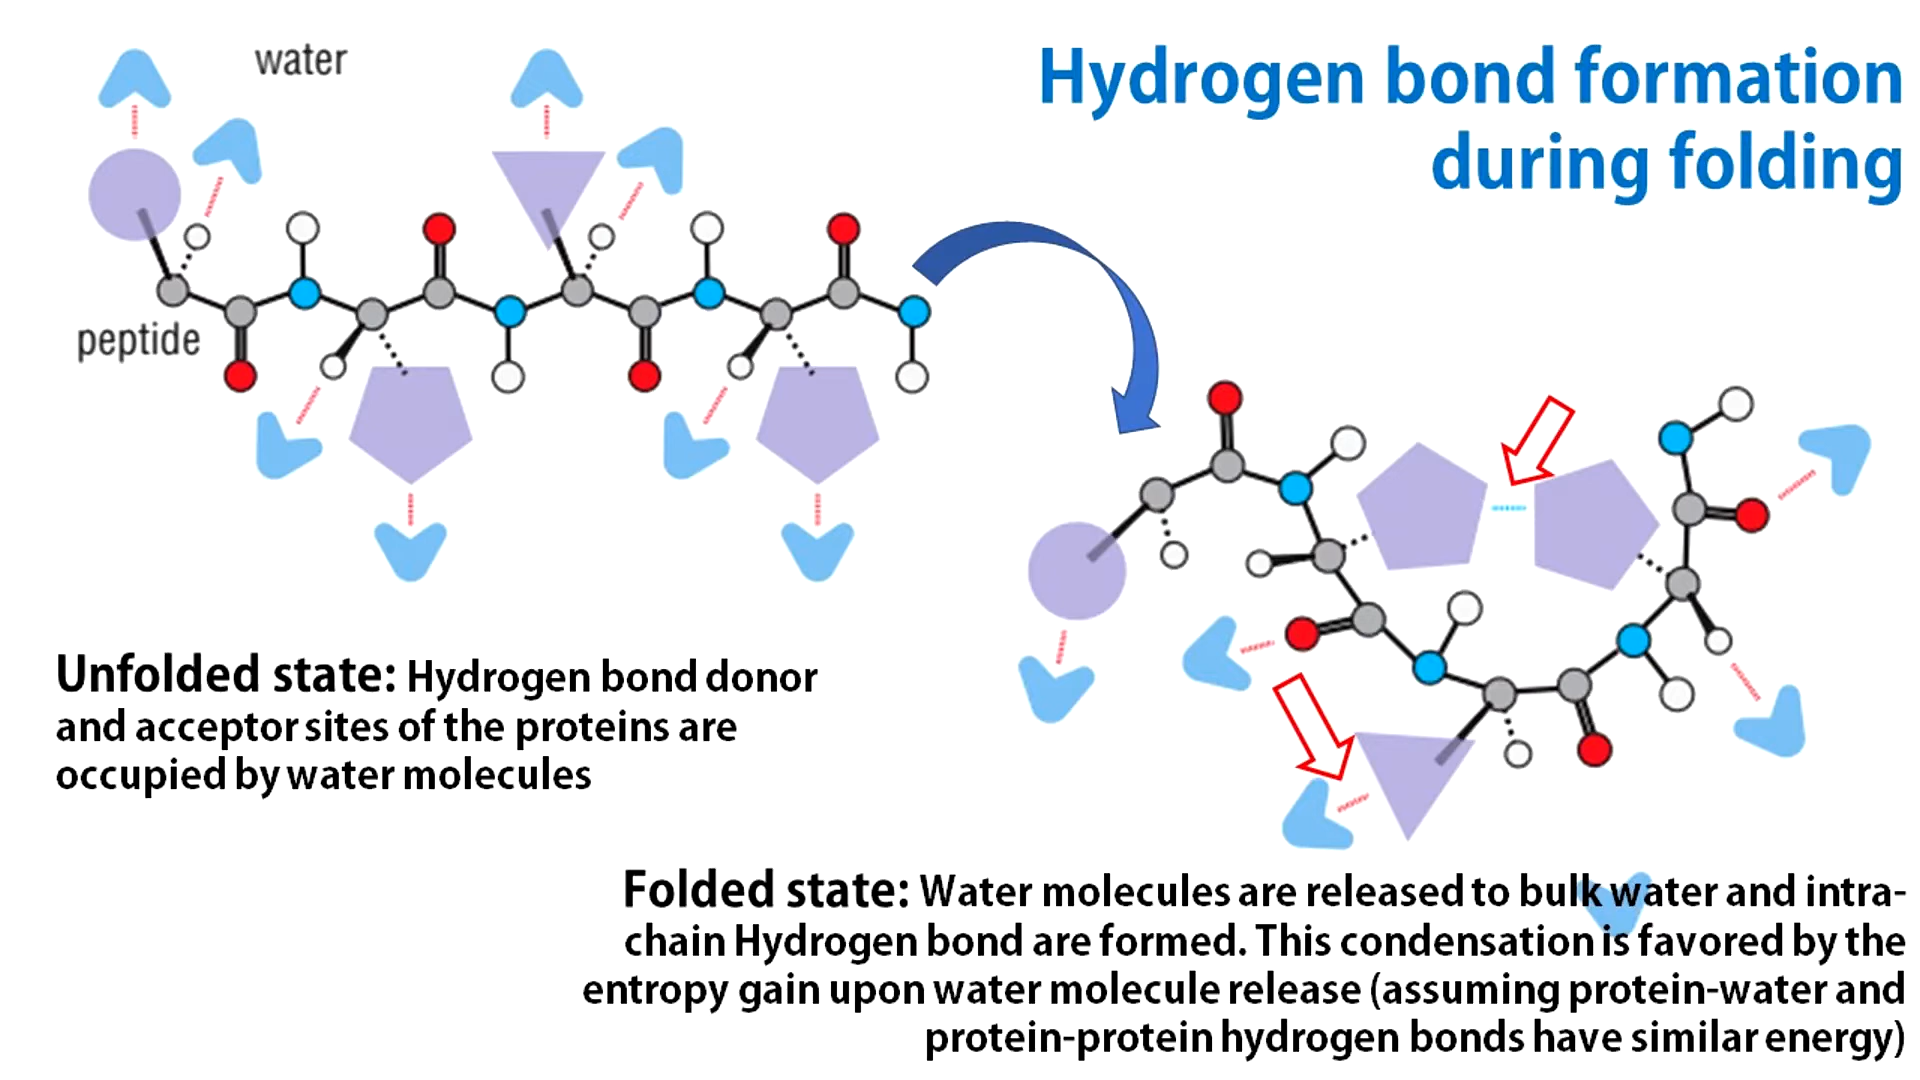 water
Hydrogen bond formation
during folding
peptide
Unfolded state: Hydrogen bond donor
and acceptor sites of the proteins are
occupied by water molecules
Folded state: Water molecules are released to bulk water and intra-
chain Hydrogen bond are formed. This condensation is favored by the
entropy gain upon water molecule release (assuming protein-water and
protein-protein hydrogen bonds have similar energy)